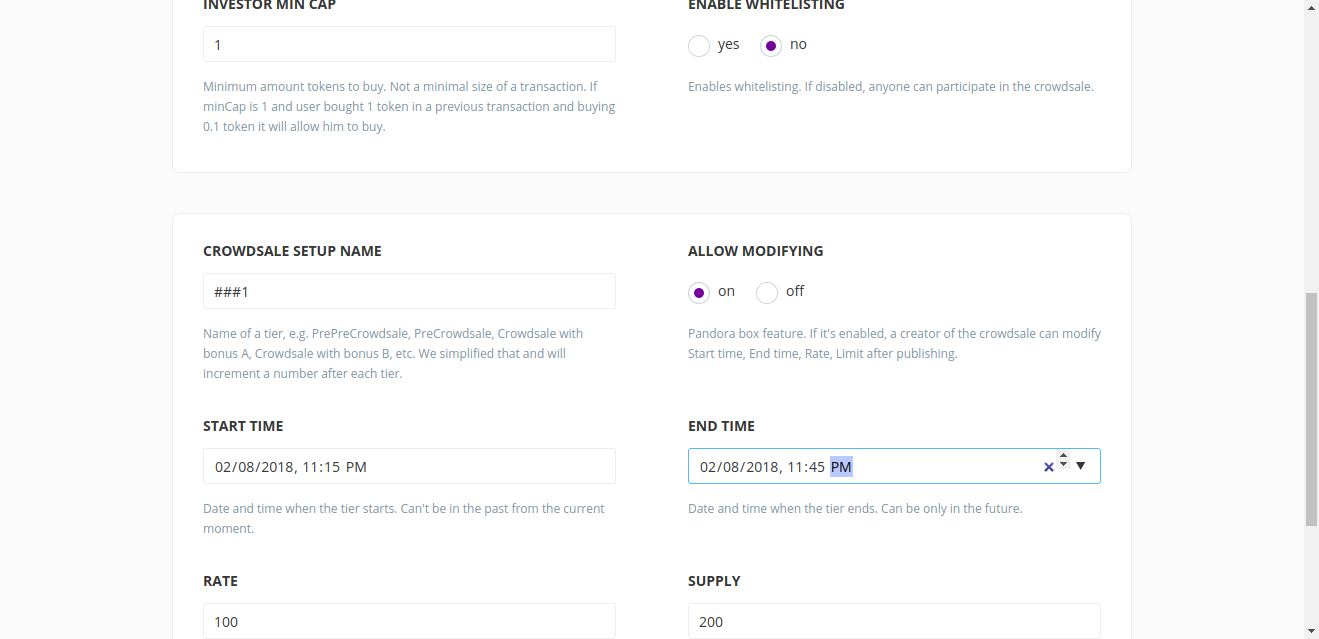 INVESTOR MIN CAP
ENABLE WHITELISTING
1
yes
no
Minimum amount tokens to buy. Not a minimal size of a transaction. If
minCap is 1 and user bought 1 token in a previous transaction and buying
0.1 token it will allow him to buy.
Enables whitelisting. If disabled, anyone can participate in the crowdsale.
CROWDSALE SETUP NAME
ALLOW MODIFYING
###1
on
off
Name of a tier, e.g. PrePreCrowdsale, PreCrowdsale, Crowdsale with
bonus A, Crowdsale with bonus B, etc. We simplified that and will
increment a number after each tier.
Pandora box feature. If it's enabled, a creator of the crowdsale can modify
Start time, End time, Rate, Limit after publishing.
START TIME
END TIME
02/08/2018, 11:15 PM
02/08/2018, 11:45 PM
Date and time when the tier starts. Can't be in the past from the current
moment.
Date and time when the tier ends. Can be only in the future.
RATE
SUPPLY
100
200